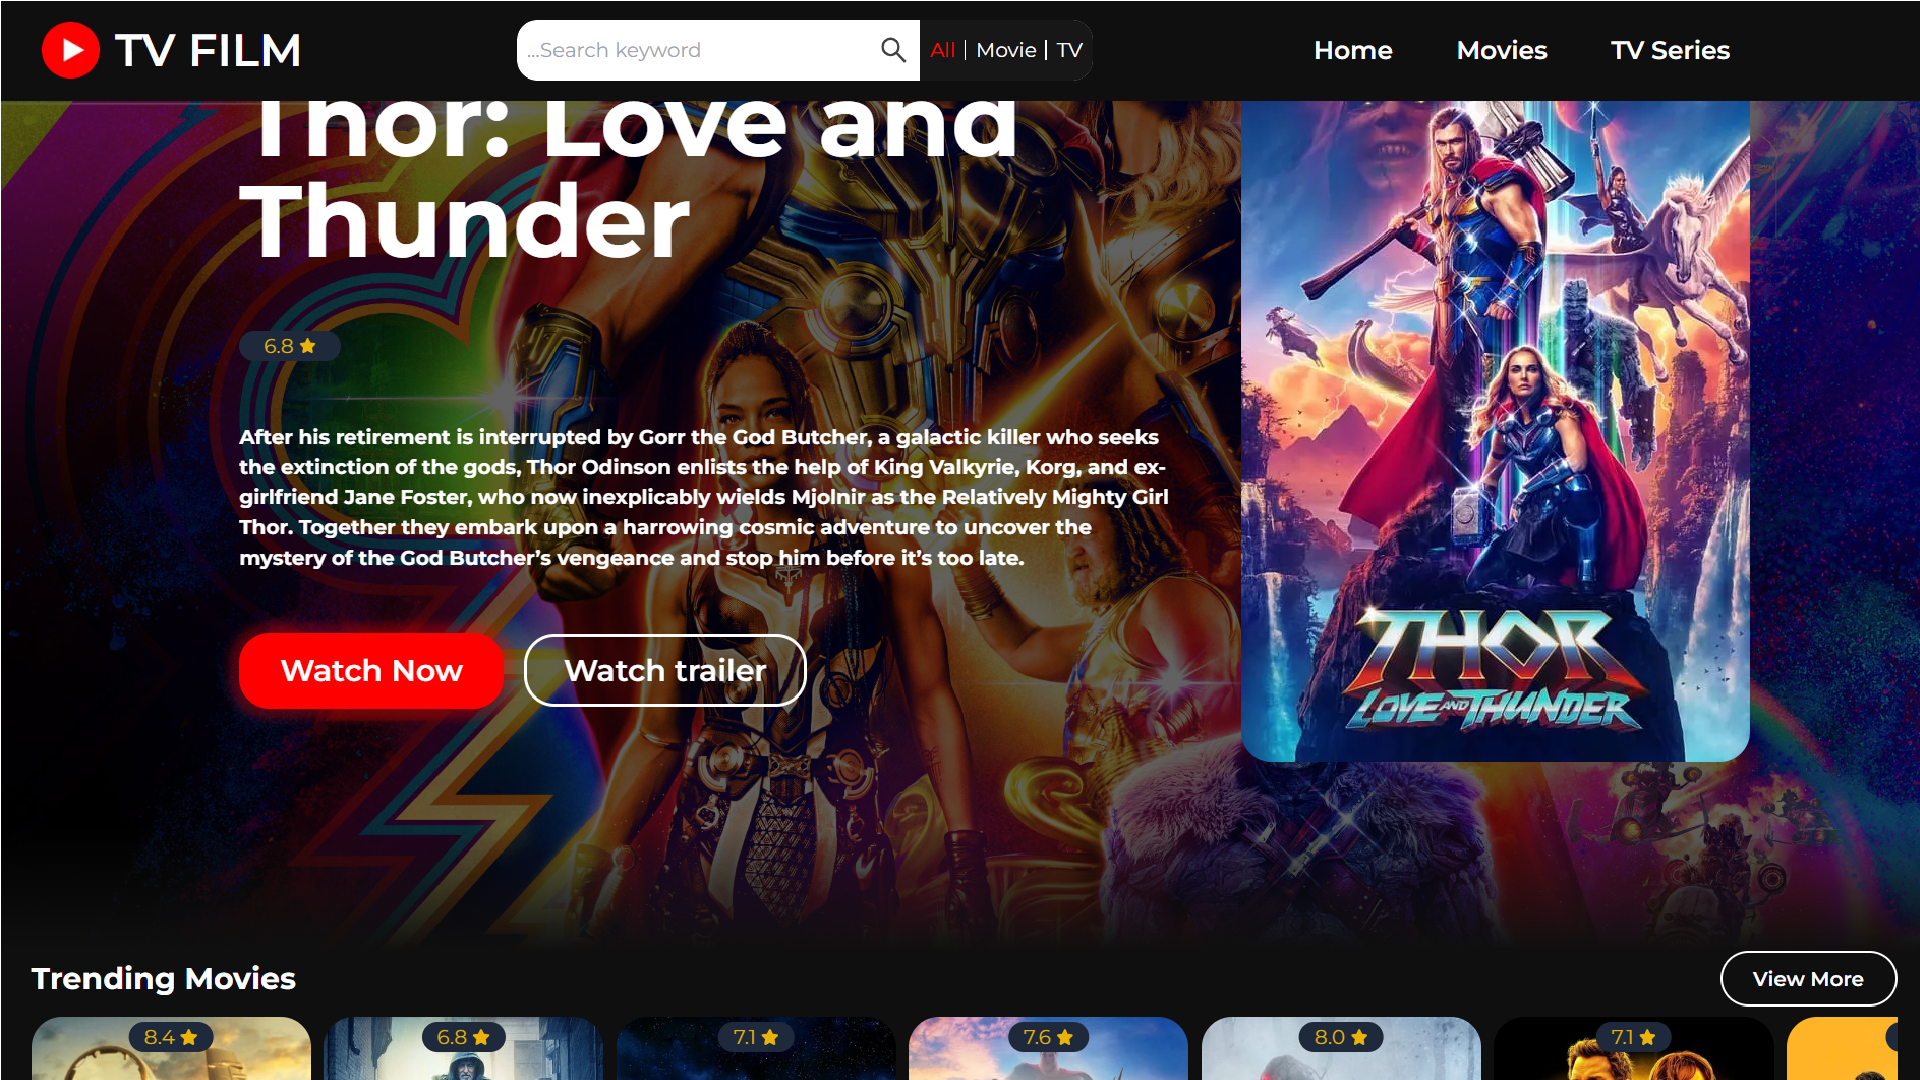 TV FILM
...Search keyword
All | Movie | TV
Home
Movies
TV Series
Thor: Love and
Thunder
6.8
After his retirement is interrupted by Gorr the God Butcher, a galactic killer who seeks
the extinction of the gods, Thor Odinson enlists the help of King Valkyrie, Korg, and ex-
girlfriend Jane Foster, who now inexplicably wields Mjolnir as the Relatively Mighty Girl
Thor. Together they embark upon a harrowing cosmic adventure to uncover the
mystery of the God Butcher’s vengeance and stop him before it’s too late.
Watch Now
Watch trailer
THOR
LOVE AND THUNDER
Trending Movies
View More
8.4
6.8
7.1
7.6
8.0
7.1